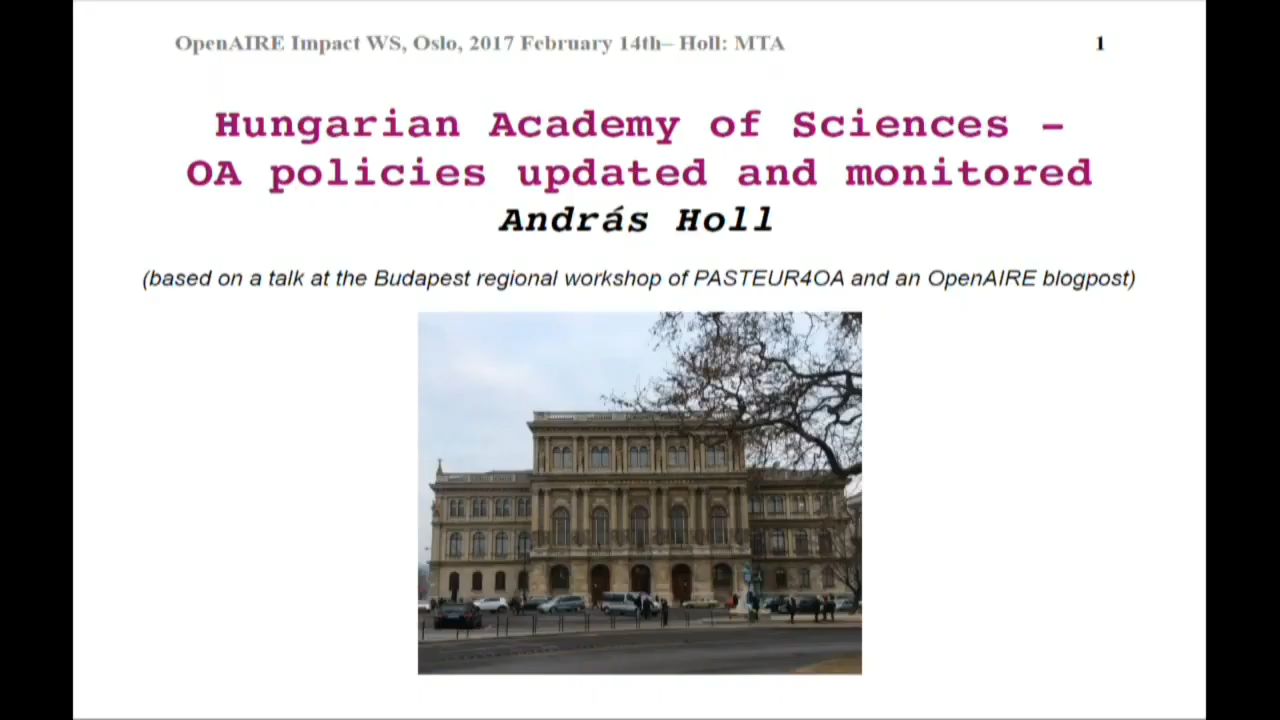 OpenAIRE Impact WS, Oslo, 2017 February 14th– Holl: MTA 1
Hungarian Academy of Sciences –
OA policies updated and monitored
András Holl
(based on a talk at the Budapest regional workshop of PASTEUR4OA and an OpenAIRE blogpost)